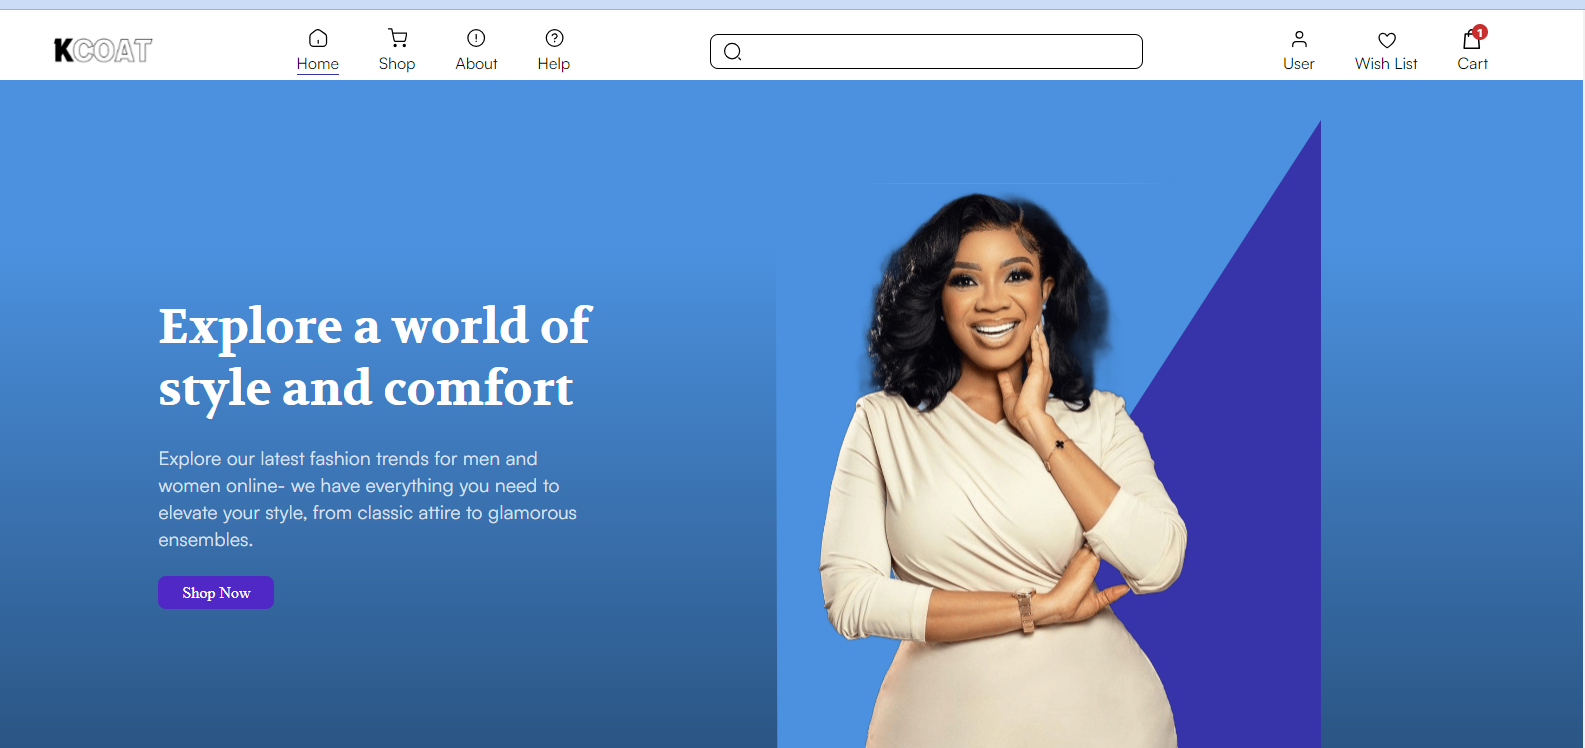 KCOAT
Home
Shop
About
Help
User
Wish List
1
Cart
Explore a world of
style and comfort
Explore our latest fashion trends for men and
women online- we have everything you need to
elevate your style, from classic attire to glamorous
ensembles.
Shop Now